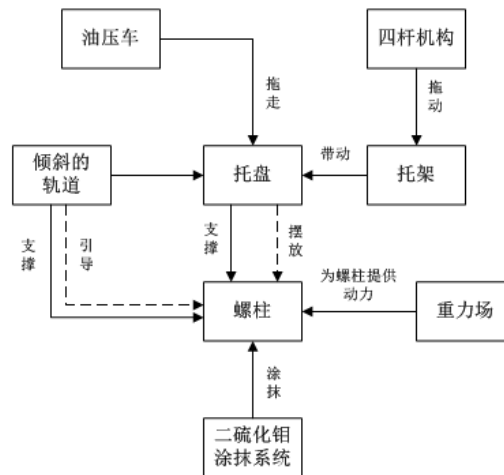 油压车
四杆机构
拖走
拖动
倾斜的
轨道
托盘
带动
托架
支撑
引导
支撑
摆放
为螺柱提供
动力
螺柱
重力场
涂抹
二硫化钼
涂抹系统